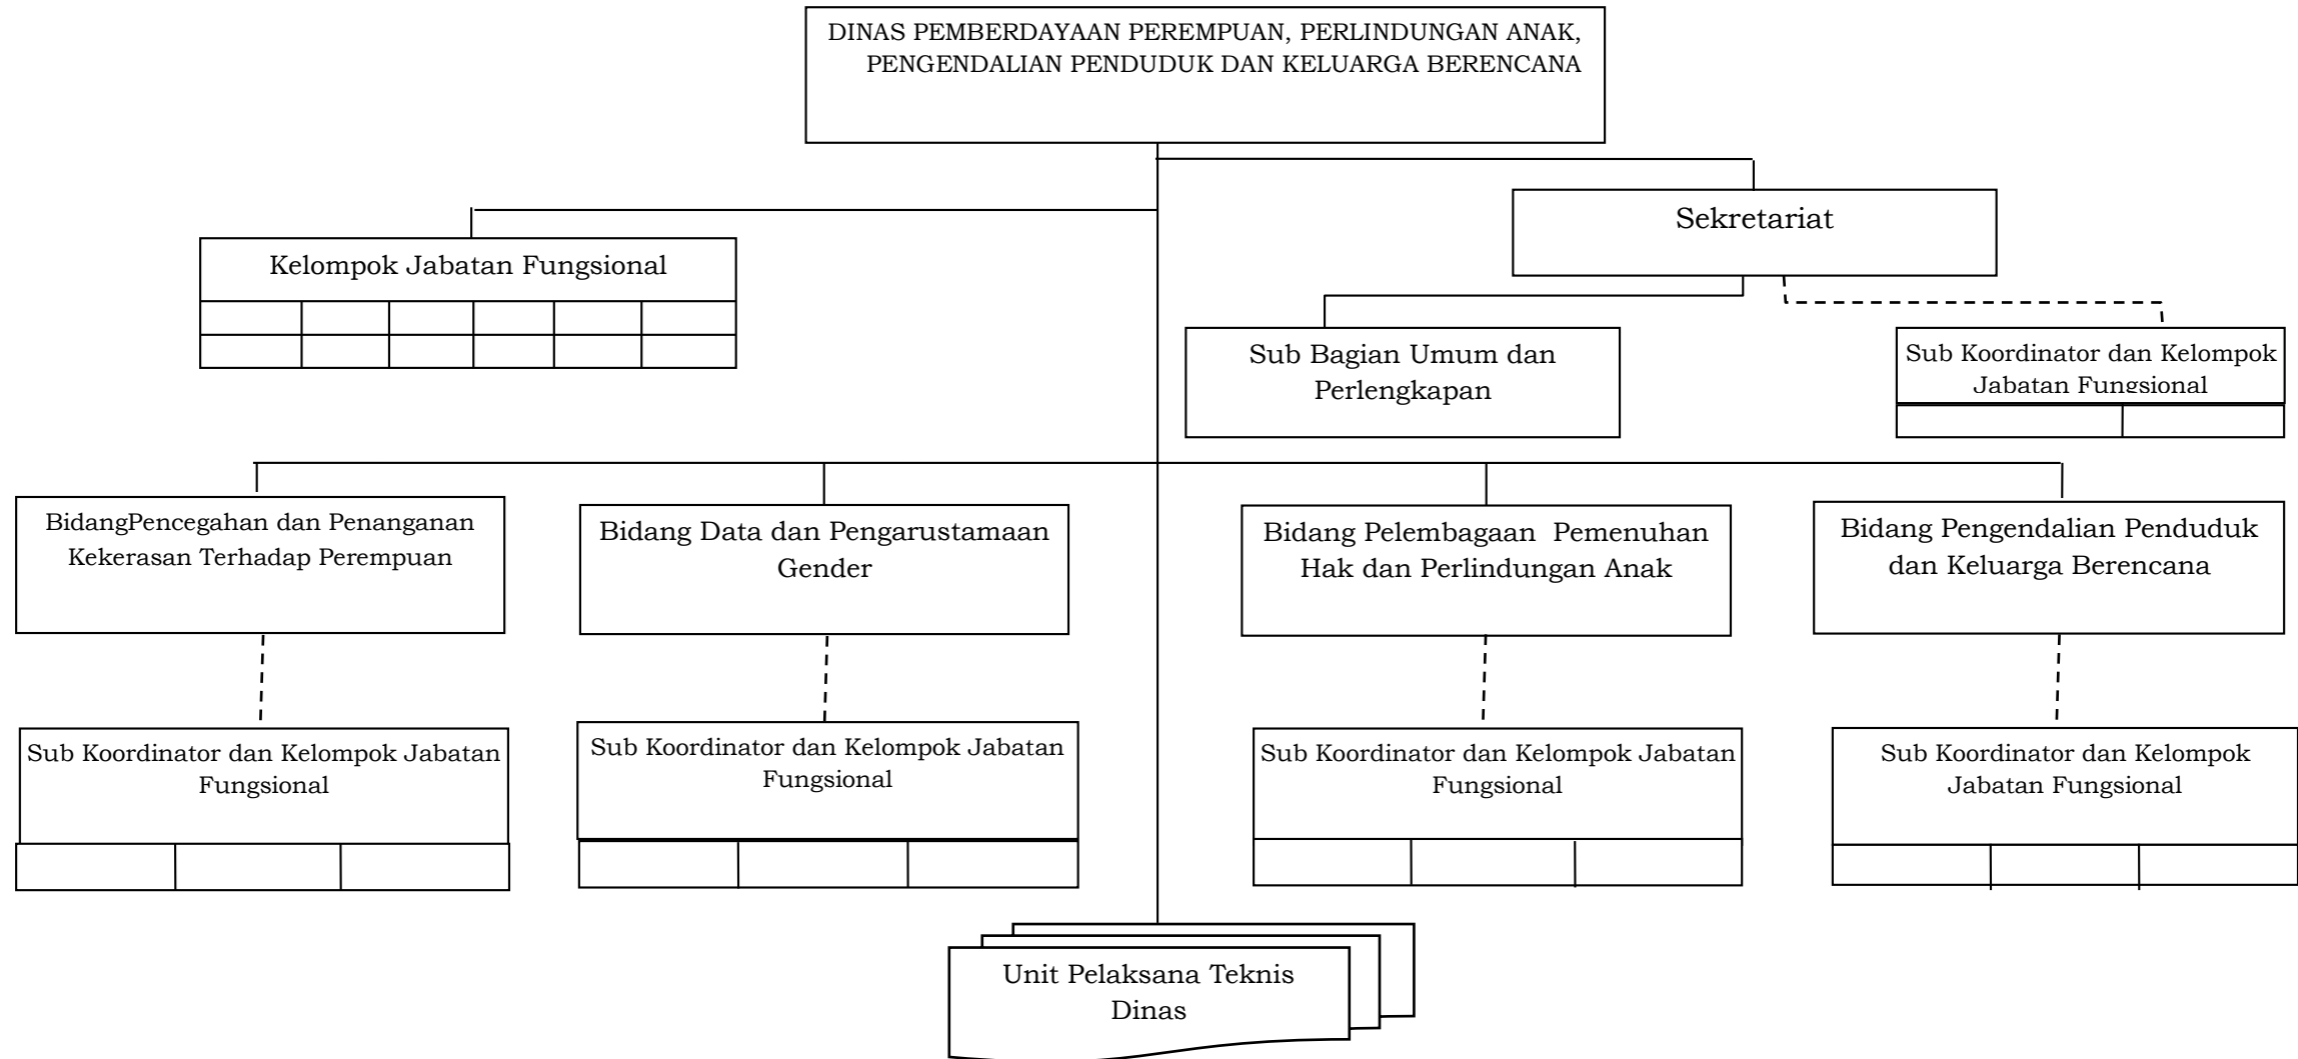 DINAS PEMBERDAYAAN PEREMPUAN, PERLINDUNGAN ANAK,
PENGENDALIAN PENDUDUK DAN KELUARGA BERENCANA
Sekretariat
Kelompok Jabatan Fungsional
Sub Bagian Umum dan
Perlengkapan
Sub Koordinator dan Kelompok
Jabatan Fungsional
BidangPencegahan dan Penanganan
Kekerasan Terhadap Perempuan
Bidang Data dan Pengarustamaan
Gender
Bidang Pelembagaan  Pemenuhan
Hak dan Perlindungan Anak
Bidang Pengendalian Penduduk
dan Keluarga Berencana
Sub Koordinator dan Kelompok Jabatan
Fungsional
Sub Koordinator dan Kelompok Jabatan
Fungsional
Sub Koordinator dan Kelompok Jabatan
Fungsional
Sub Koordinator dan Kelompok
Jabatan Fungsional
Unit Pelaksana Teknis
Dinas